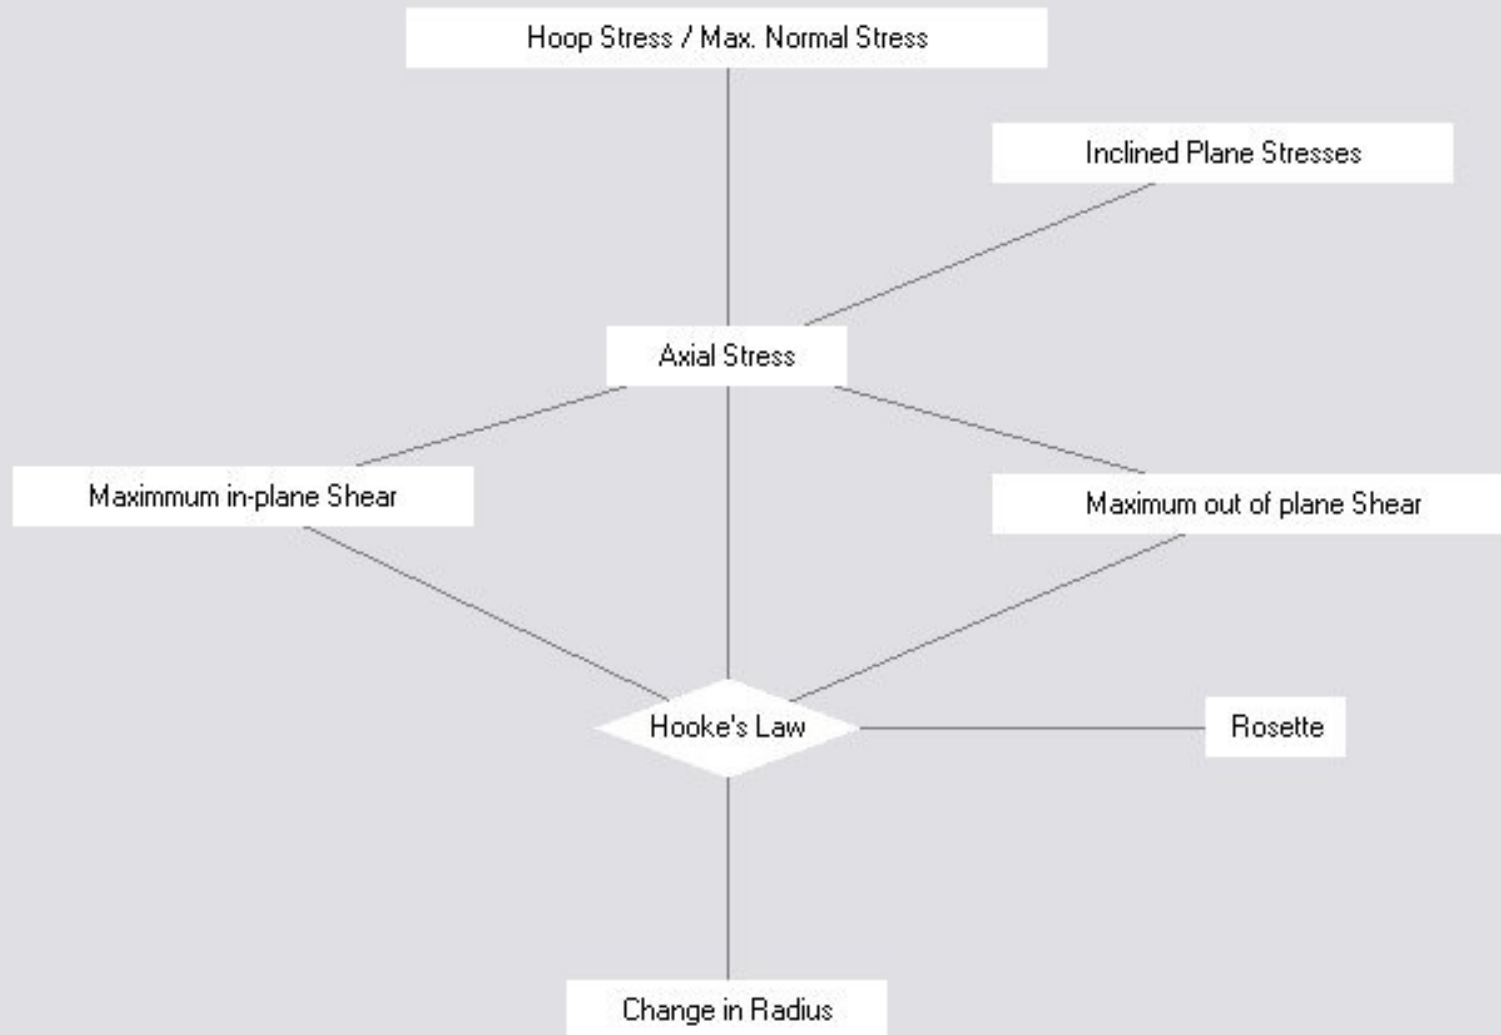 Hoop Stress / Max. Normal Stress
Inclined Plane Stresses
Axial Stress
Maximmum in-plane Shear
Maximum out of plane Shear
Hooke's Law
Rosette
Change in Radius